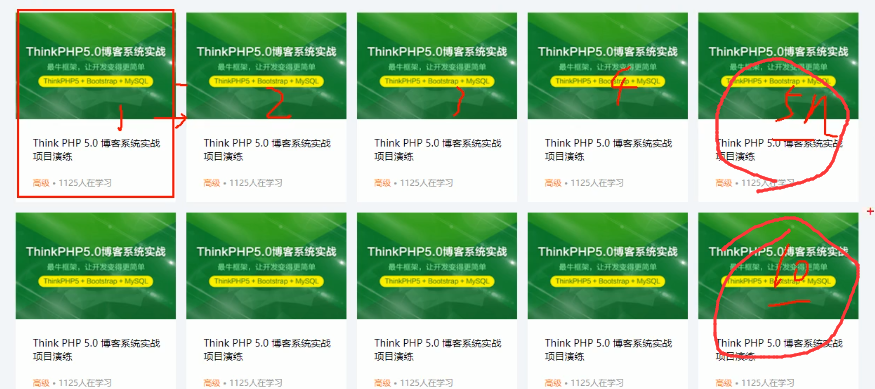 ThinkPHP5.0博客系统实战 ThinkPHP5.0博客系统实战 ThinkPHP5.0博客系统实战 ThinkPHP5.0博客系统实战 ThinkPHP5.0博客系统实战
最牛框架，让开发变得更简单 最牛框架，让开发变得更简单 最牛框架，让开发变得更简单 最牛框架，让开发变得更简单 最牛框架，让开发变得更简单
ThinkPHP5 + Bootstrap + MySQL ThinkPHP5 + Bootstrap + MySQL ThinkPHP5 + Bootstrap + MySQL ThinkPHP5 + Bootstrap + MySQL ThinkPHP5 + Bootstrap + MySQL
1 2 3 4 5
Think PHP 5.0 博客系统实战 Think PHP 5.0 博客系统实战 Think PHP 5.0 博客系统实战 Think PHP 5.0 博客系统实战 Think PHP 5.0 博客系统实战
项目演练 项目演练 项目演练 项目演练 项目演练
高级 • 1125人在学习 高级 • 1125人在学习 高级 • 1125人在学习 高级 • 1125人在学习 高级 • 1125人在学习
ThinkPHP5.0博客系统实战 ThinkPHP5.0博客系统实战 ThinkPHP5.0博客系统实战 ThinkPHP5.0博客系统实战 ThinkPHP5.0博客系统实战
最牛框架，让开发变得更简单 最牛框架，让开发变得更简单 最牛框架，让开发变得更简单 最牛框架，让开发变得更简单 最牛框架，让开发变得更简单
10
ThinkPHP5 + Bootstrap + MySQL ThinkPHP5 + Bootstrap + MySQL ThinkPHP5 + Bootstrap + MySQL ThinkPHP5 + Bootstrap + MySQL ThinkPHP5 + Bootstrap + MySQL
Think PHP 5.0 博客系统实战 Think PHP 5.0 博客系统实战 Think PHP 5.0 博客系统实战 Think PHP 5.0 博客系统实战 Think PHP 5.0 博客系统实战
项目演练 项目演练 项目演练 项目演练 项目演练
高级 • 1125人在学习 高级 • 1125人在学习 高级 • 1125人在学习 高级 • 1125人在学习 高级 • 1125人在学习